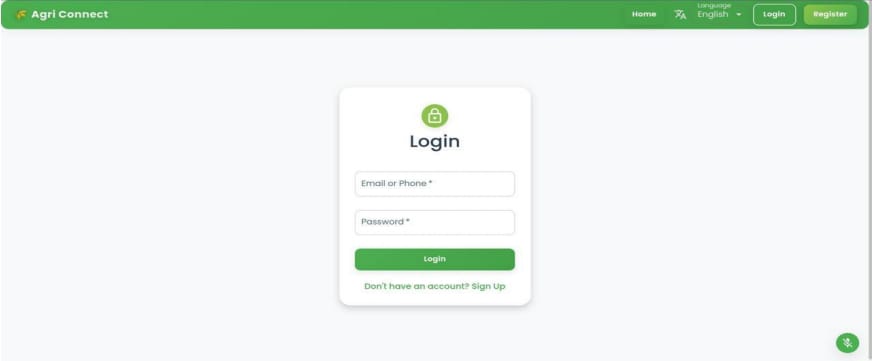 Agri Connect
Home
Language
English
Login
Register
Login
Email or Phone *
Password *
Login
Don't have an account? Sign Up